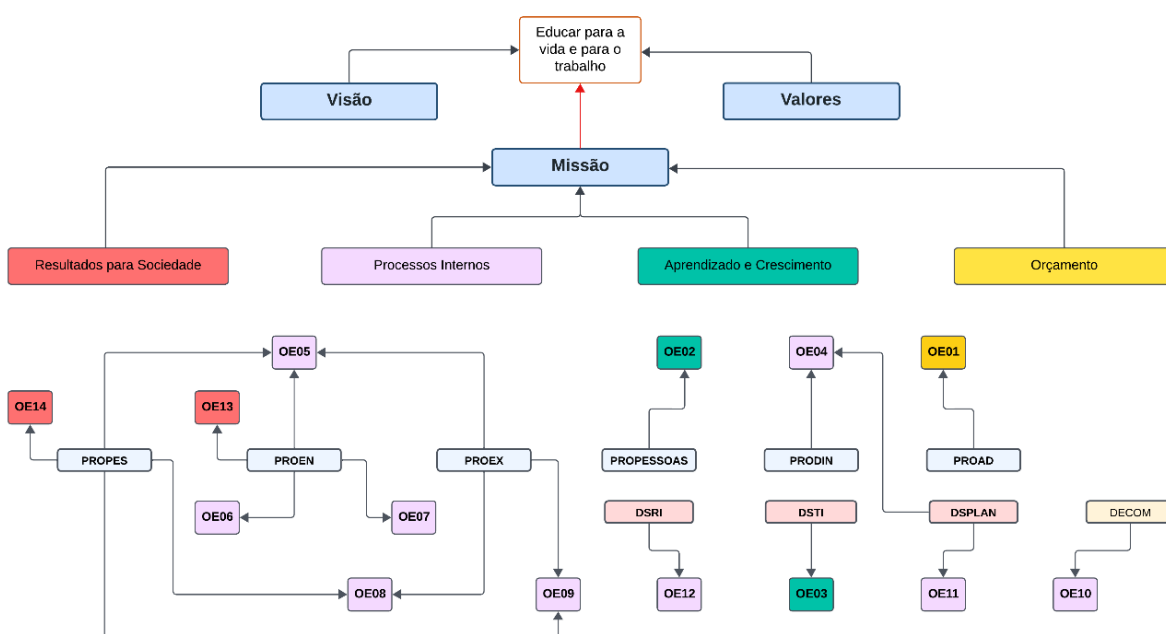 Educar para a
vida e para o
trabalho
Visão
Valores
Missão
Resultados para Sociedade
Processos Internos
Aprendizado e Crescimento
Orçamento
OE05
OE02
OE04
OE01
OE14
OE13
PROPES
PROEN
PROEX
PROPESSOAS
PRODIN
PROAD
OE06
OE07
DSRI
DSTI
DSPLAN
DECOM
OE08
OE09
OE12
OE03
OE11
OE10